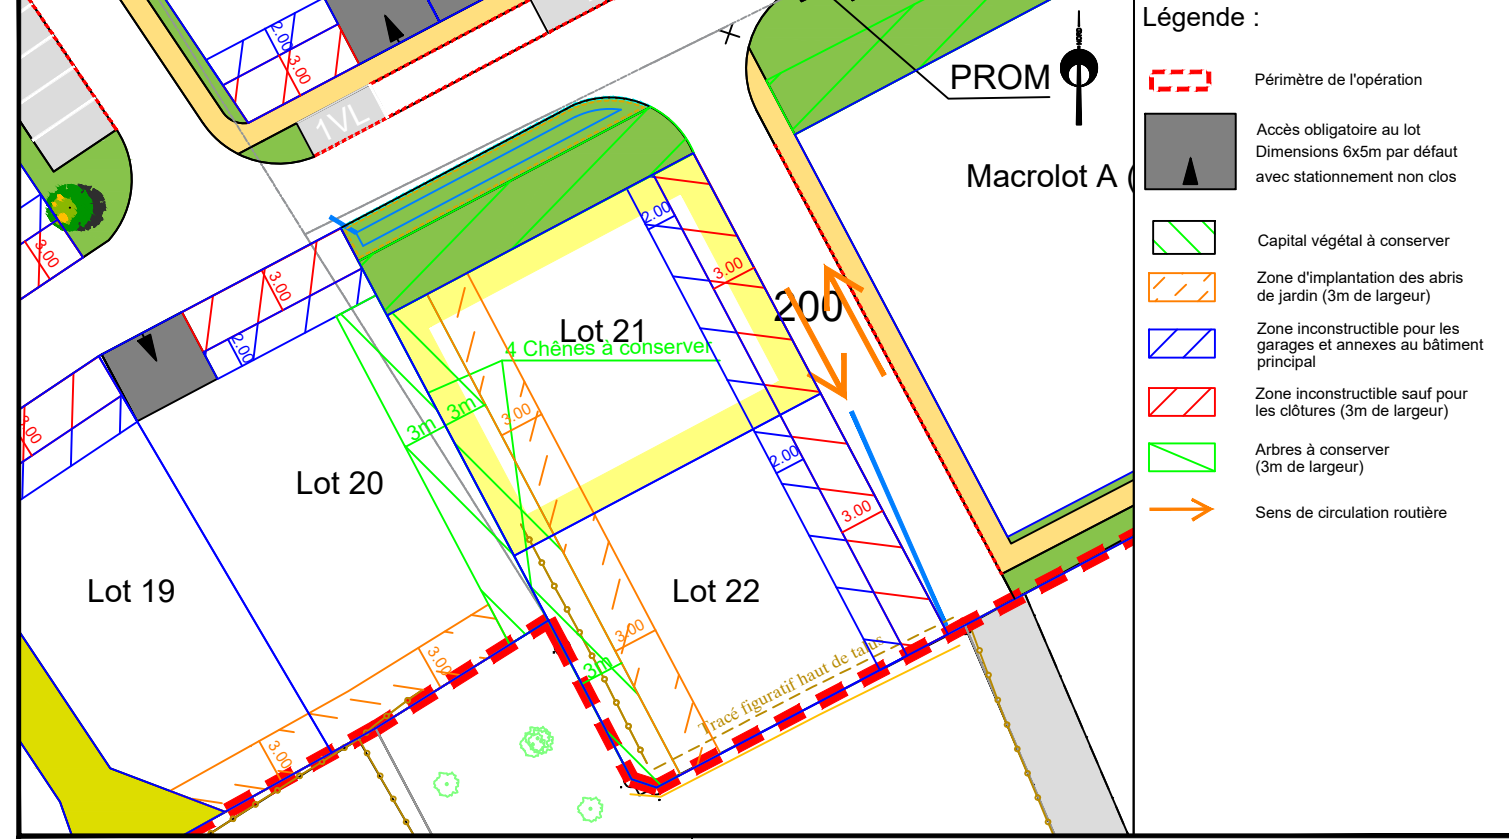 2.00
3.00
1VL
PROM
NORD
Macrolot A (
3.00
3.00
2.00
2.00
3.00
Lot 21
200
4 Chênes à conserver
3m
3m
3.00
3.00
Lot 20
2.00
3.00
Lot 19
Lot 22
3.00
3m
3.00
3.00
Tracé figuratif haut de talus
Légende :
Périmètre de l'opération
Accès obligatoire au lot
Dimensions 6x5m par défaut
avec stationnement non clos
Capital végétal à conserver
Zone d'implantation des abris
de jardin (3m de largeur)
Zone inconstructible pour les
garages et annexes au bâtiment
principal
Zone inconstructible sauf pour
les clôtures (3m de largeur)
Arbres à conserver
(3m de largeur)
Sens de circulation routière